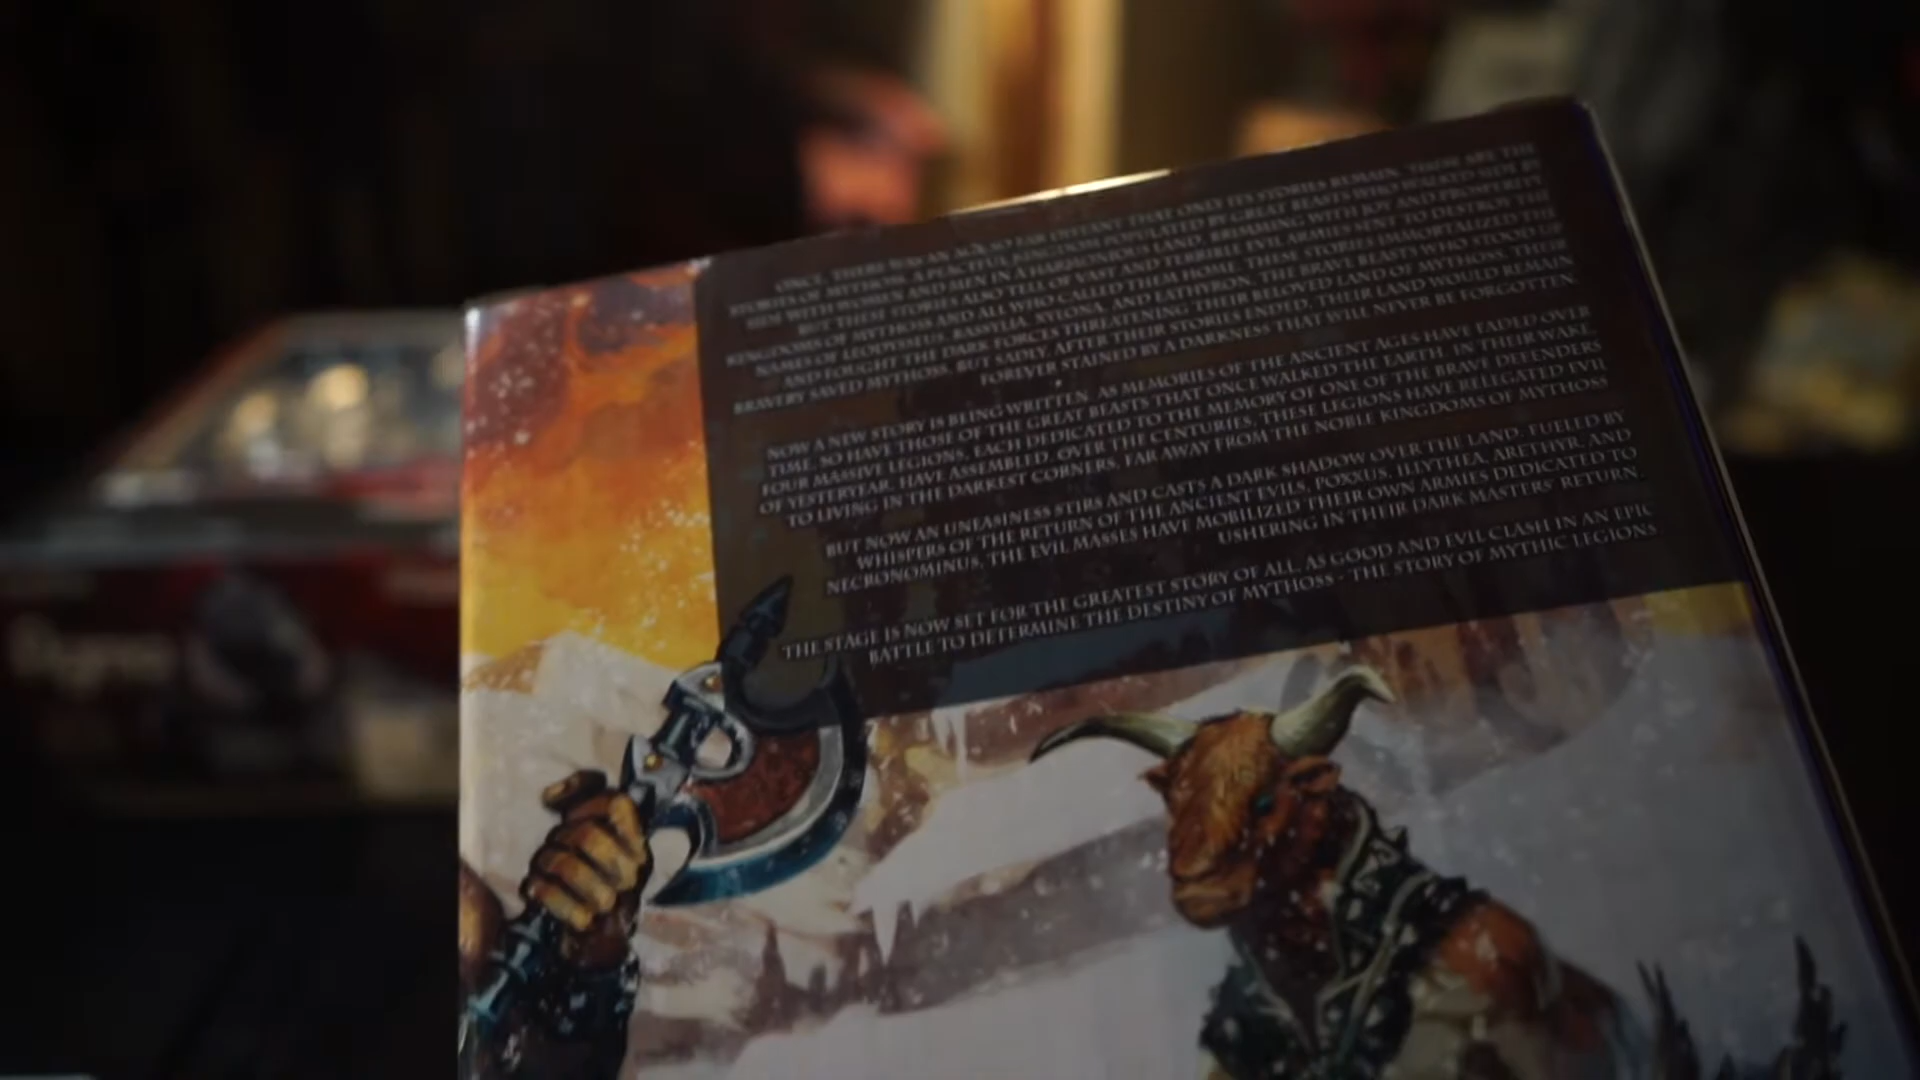 ONCE, THERE WAS AN AGE SO FAR DISTANT THAT ONLY ITS STORIES REMAIN. THESE ARE THE
STORIES OF MYTHOSS, A PEACEFUL KINGDOM POPULATED BY GREAT BEASTS WHO WALKED SIDE BY
SIDE WITH WOMEN AND MEN IN A HARMONIOUS LAND, BRIMMING WITH JOY AND PROSPERITY.
BUT THESE STORIES ALSO TELL OF VAST AND TERRIBLE EVIL ARMIES SENT TO DESTROY THE
KINGDOMS OF MYTHOSS AND ALL WHO CALLED THEM HOME. THESE STORIES IMMORTALIZED THE
NAMES OF LEODYSSEUS, BASSYLIA, XYLONA, AND EATHYRON, THE BRAVE BEASTS WHO STOOD UP
AND FOUGHT THE DARK FORCES THREATENING THEIR BELOVED LAND OF MYTHOSS. THEIR
BRAVERY SAVED MYTHOSS, BUT SADLY, AFTER THEIR STORIES ENDED, THEIR LAND WOULD REMAIN
FOREVER STAINED BY A DARKNESS THAT WILL NEVER BE FORGOTTEN.
NOW A NEW STORY IS BEING WRITTEN. AS MEMORIES OF THE ANCIENT AGES HAVE FADED OVER
TIME, SO HAVE THOSE OF THE GREAT BEASTS THAT ONCE WALKED THE EARTH. IN THEIR WAKE,
FOUR MASSIVE LEGIONS, EACH DEDICATED TO THE MEMORY OF ONE OF THE BRAVE DEFENDERS
OF YESTERYEAR, HAVE ASSEMBLED. OVER THE CENTURIES, THESE LEGIONS HAVE RELEGATED EVIL
TO LIVING IN THE DARKEST CORNERS, FAR AWAY FROM THE NOBLE KINGDOMS OF MYTHOSS
BUT NOW AN UNEASINESS STIRS AND CASTS A DARK SHADOW OVER THE LAND. FUELED BY
WHISPERS OF THE RETURN OF THE ANCIENT EVILS, POXXUS, ILLYTHEA, ARETHYR, AND
NECRONOMINUS, THE EVIL MASSES HAVE MOBILIZED THEIR OWN ARMIES DEDICATED TO
USHERING IN THEIR DARK MASTERS' RETURN.
THE STAGE IS NOW SET FOR THE GREATEST STORY OF ALL, AS GOOD AND EVIL CLASH IN AN EPIC
BATTLE TO DETERMINE THE DESTINY OF MYTHOSS - THE STORY OF MYTHIC LEGIONS